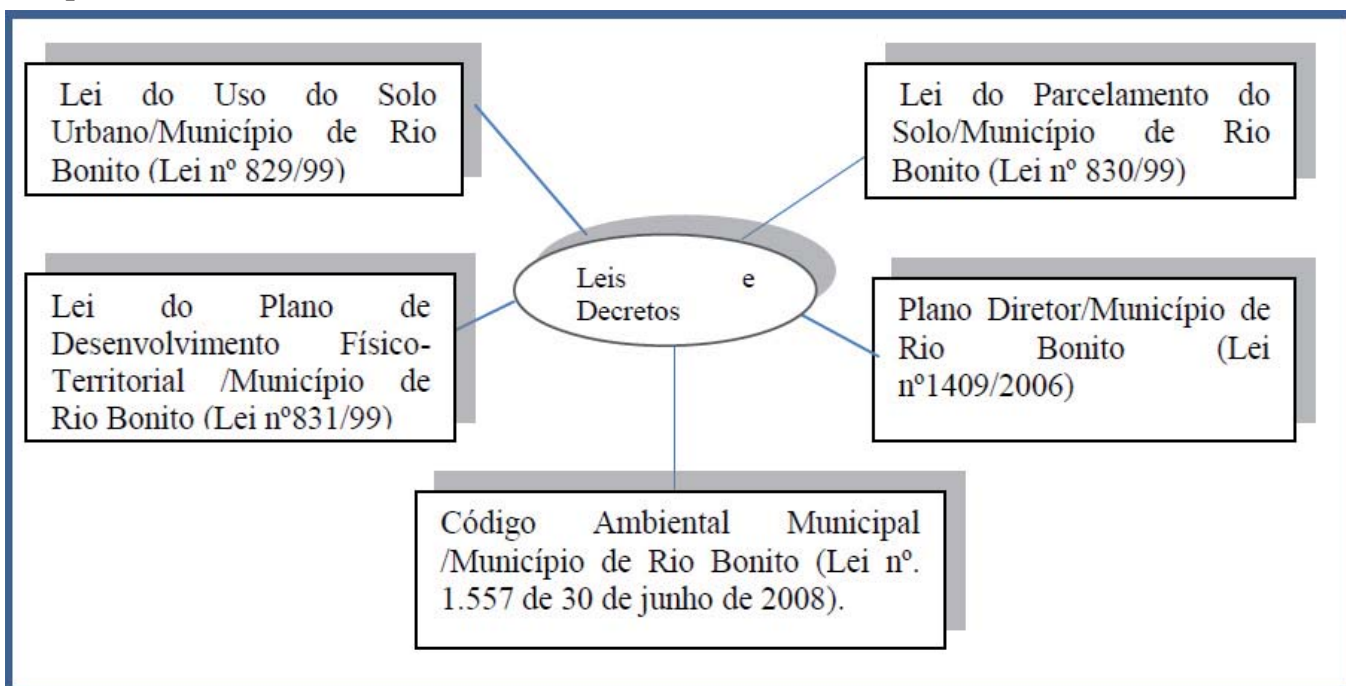 Lei do Uso do Solo
Urbano/Município de Rio
Bonito (Lei nº 829/99)
Lei do Parcelamento do
Solo/Município de Rio
Bonito (Lei nº 830/99)
Leis e
Decretos
Lei do Plano de
Desenvolvimento Físico-
Territorial /Município de
Rio Bonito (Lei nº831/99)
Plano Diretor/Município de
Rio Bonito (Lei
nº1409/2006)
Código Ambiental Municipal
/Município de Rio Bonito (Lei nº.
1.557 de 30 de junho de 2008).